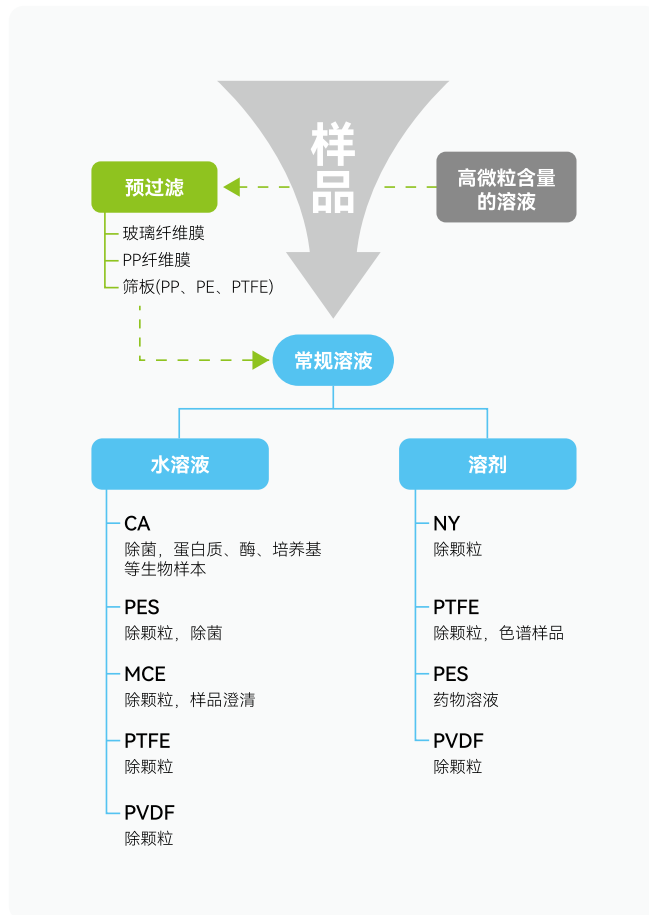 样
品
高微粒含量
的溶液
预过滤
玻璃纤维膜
PP纤维膜
筛板(PP、PE、PTFE)
常规溶液
水溶液
CA
除菌，蛋白质、酶、培养基
等生物样本
PES
除颗粒，除菌
MCE
除颗粒，样品澄清
PTFE
除颗粒
PVDF
除颗粒
溶剂
NY
除颗粒
PTFE
除颗粒，色谱样品
PES
药物溶液
PVDF
除颗粒